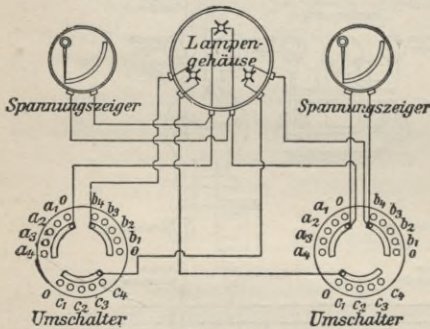 Lampen-
gehäuse
Spannungszeiger
Spannungszeiger
a₁ 0 b₄ b₃
a₂ b₂
a₃ b₁
a₄ 0
0 c₁ c₂ c₃ c₄
Umschalter
a₁ 0 b₄ b₃
a₂ b₂
a₃ b₁
a₄ 0
0 c₁ c₂ c₃ c₄
Umschalter